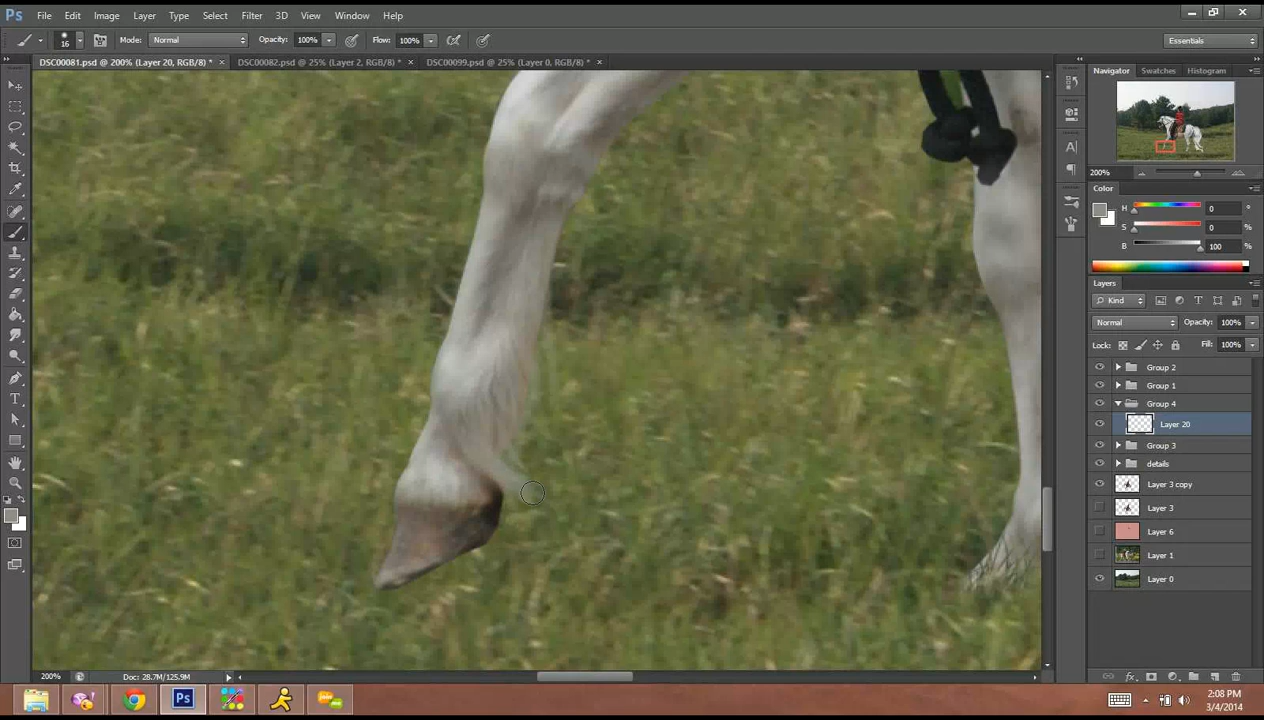 Ps File Edit Image Layer Type Select Filter 3D View Window Help
16 Mode: Normal Opacity: 100% Flow: 100% Essentials
DSC00081.psd @ 200% (Layer 20, RGB/8) * × DSC00082.psd @ 25% (Layer 2, RGB/8) * × DSC00099.psd @ 25% (Layer 0, RGB/8) * ×
Navigator Swatches Histogram
200%
Color
H 0 °
S 0 %
B 100 %
Layers
Kind
Normal Opacity: 100%
Lock: Fill: 100%
Group 2
Group 1
Group 4
Layer 20
Group 3
details
Layer 3 copy
Layer 3
Layer 6
Layer 1
Layer 0
200% Doc: 28.7M/125.9M
Ps
2:08 PM
3/4/2014